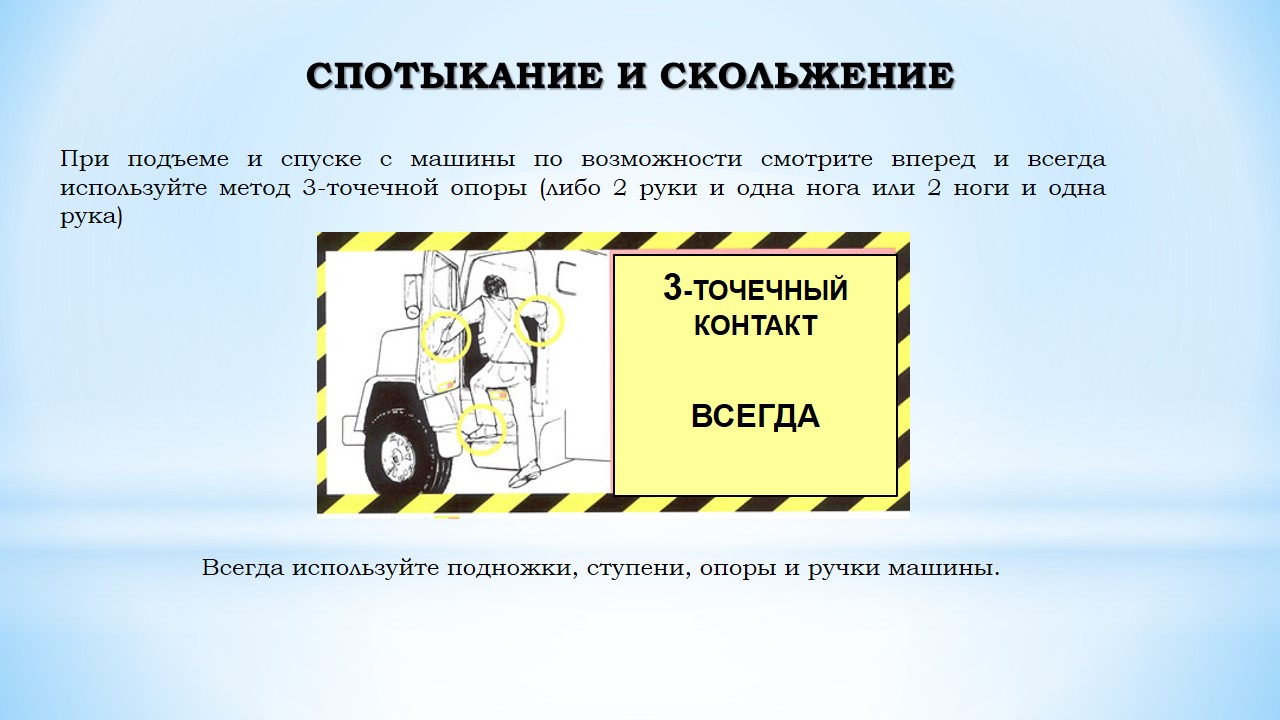 СПОТЫКАНИЕ И СКОЛЬЖЕНИЕ
При подъеме и спуске с машины по возможности смотрите вперед и всегда
используйте метод 3-точечной опоры (либо 2 руки и одна нога или 2 ноги и одна
рука)
3-ТОЧЕЧНЫЙ
КОНТАКТ
ВСЕГДА
Всегда используйте подножки, ступени, опоры и ручки машины.